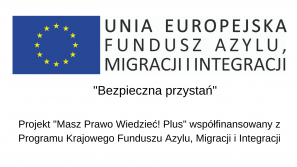 UNIA EUROPEJSKA
FUNDUSZ AZYLU,
MIGRACJI I INTEGRACJI
"Bezpieczna przystań"
Projekt "Masz Prawo Wiedzieć! Plus" współfinansowany z
Programu Krajowego Funduszu Azylu, Migracji i Integracji